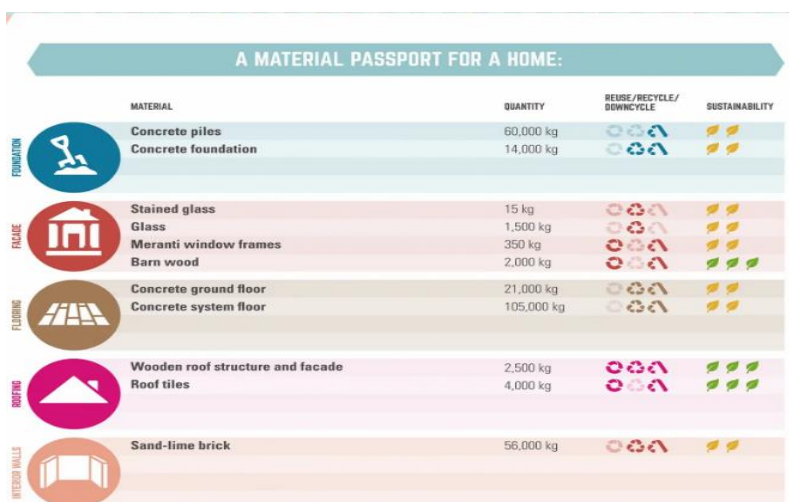 A MATERIAL PASSPORT FOR A HOME:
MATERIAL QUANTITY REUSE/RECYCLE/DOWNCYCLE SUSTAINABILITY
FOUNDATION
Concrete piles 60,000 kg
Concrete foundation 14,000 kg
FACADE
Stained glass 15 kg
Glass 1,500 kg
Meranti window frames 350 kg
Barn wood 2,000 kg
FLOORING
Concrete ground floor 21,000 kg
Concrete system floor 105,000 kg
ROOFING
Wooden roof structure and facade 2,500 kg
Roof tiles 4,000 kg
INTERIOR WALLS
Sand-lime brick 56,000 kg